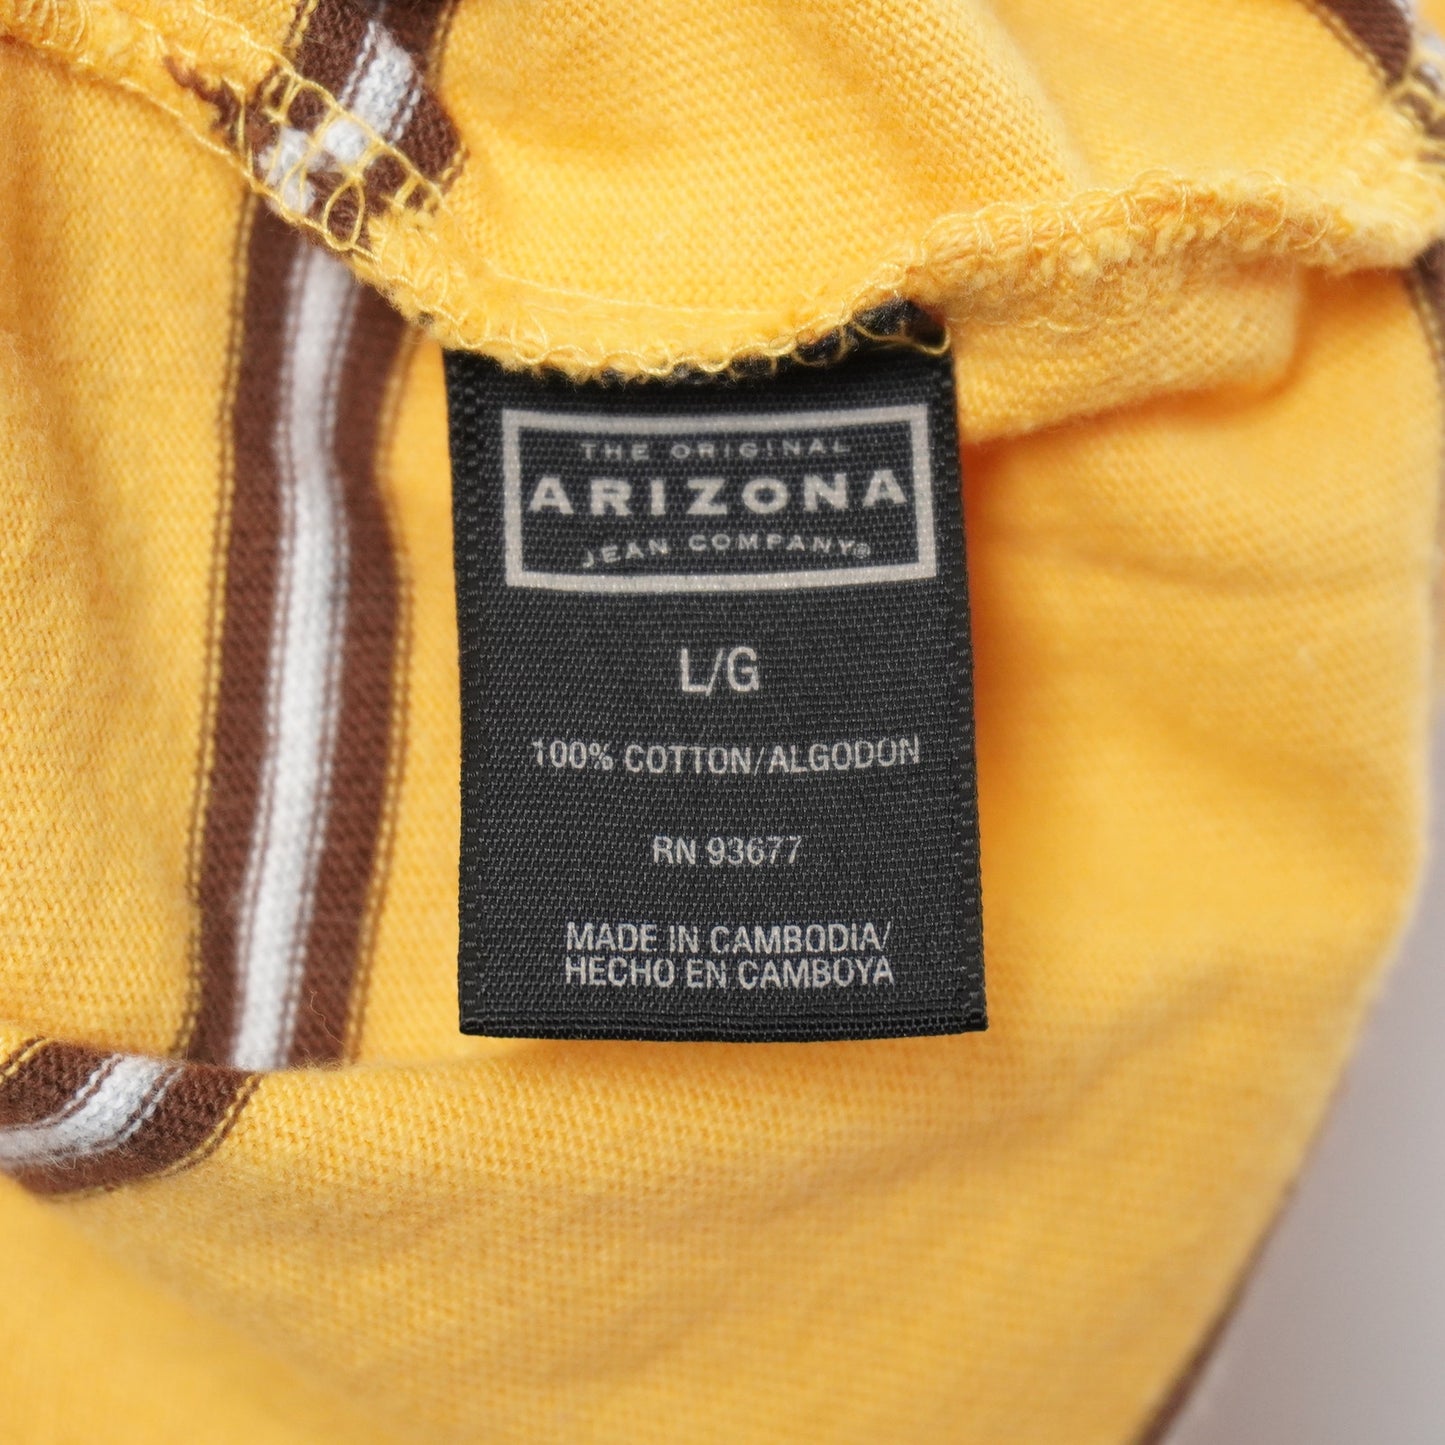 THE ORIGINAL
ARIZONA
JEAN COMPANY®
L/G
100% COTTON/ALGODON
RN 93677
MADE IN CAMBODIA/
HECHO EN CAMBOYA